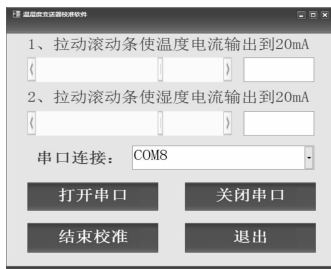 温湿度变送器校准软件
1、拉动滚动条使温度电流输出到20mA
2、拉动滚动条使湿度电流输出到20mA
串口连接： COM8
打开串口 关闭串口
结束校准 退出